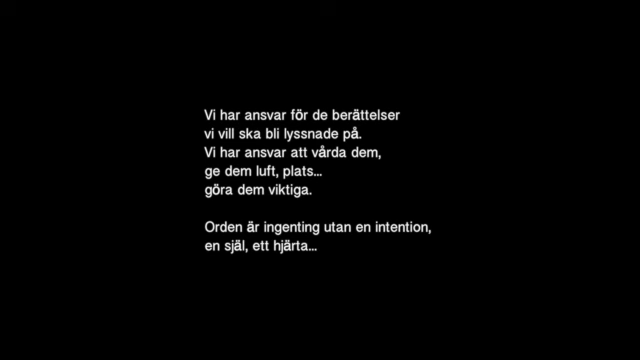 Vi har ansvar för de berättelser
vi vill ska bli lyssnade på.
Vi har ansvar att vårda dem,
ge dem luft, plats...
göra dem viktiga.
Orden är ingenting utan en intention,
en själ, ett hjärta...